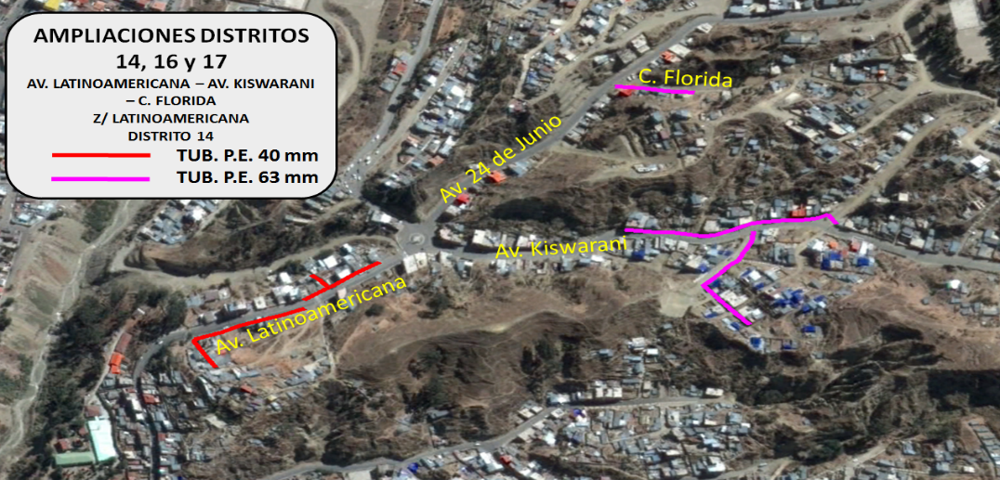 AMPLIACIONES DISTRITOS
14, 16 y 17
AV. LATINOAMERICANA – AV. KISWARANI
– C. FLORIDA
Z/ LATINOAMERICANA
DISTRITO 14
TUB. P.E. 40 mm
TUB. P.E. 63 mm
C. Florida
Av. 24 de Junio
Av. Kiswarani
Av. Latinoamericana